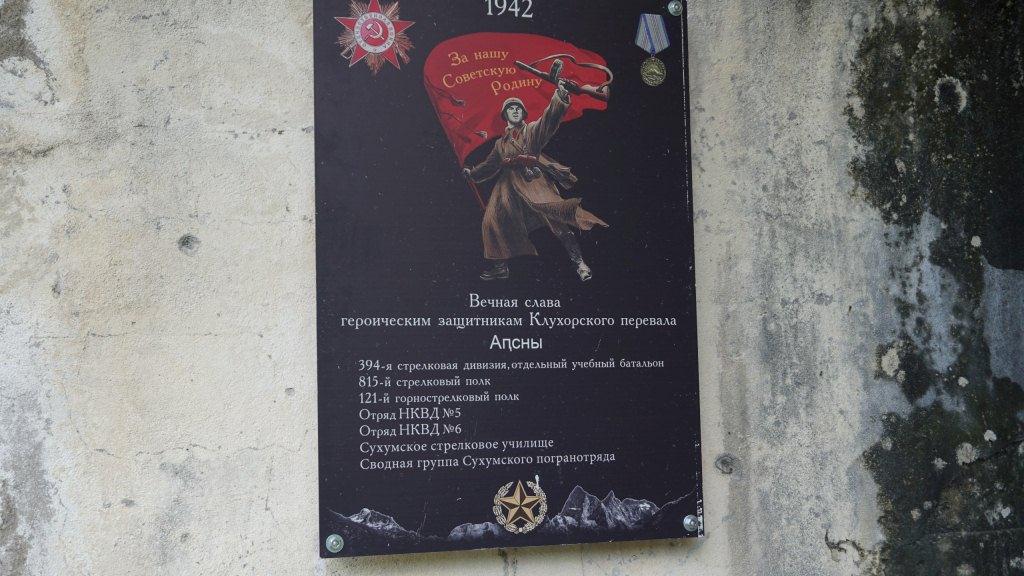 1942
За нашу
Советскую
Родину
Вечная слава
героическим защитникам Клухорского перевала
Аԥсны
394-я стрелковая дивизия, отдельный учебный батальон
815-й стрелковый полк
121-й горнострелковый полк
Отряд НКВД №5
Отряд НКВД №6
Сухумское стрелковое училище
Сводная группа Сухумского погранотряда